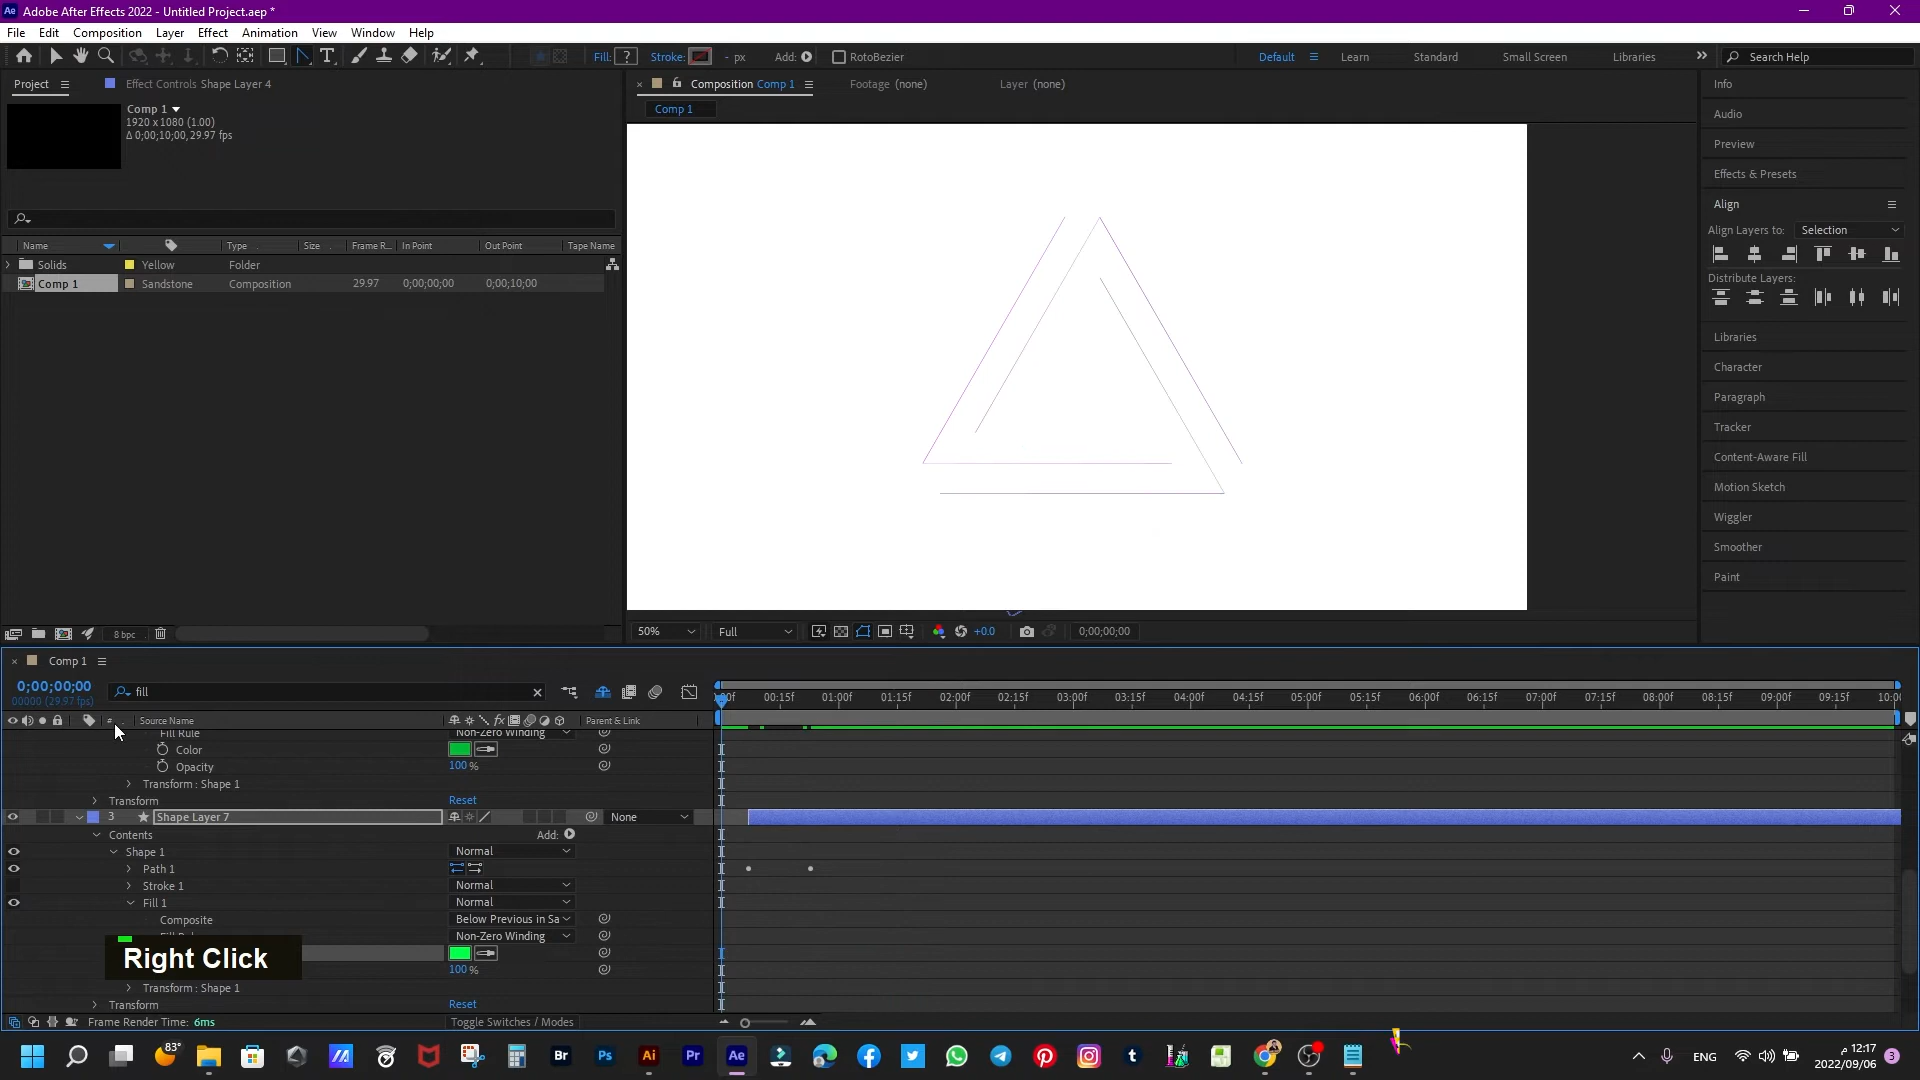 Adobe After Effects 2022 - Untitled Project.aep *
File Edit Composition Layer Effect Animation View Window Help
Fill: ? Stroke: - px Add: RotoBezier Default Learn Standard Small Screen Libraries Search Help
Project Effect Controls Shape Layer 4
Composition Comp 1 Footage (none) Layer (none)
Comp 1
Comp 1
1920 x 1080 (1.00)
Δ 0;00;10;00, 29.97 fps
Name Type Size Frame R... In Point Out Point Tape Name
Solids Yellow Folder
Comp 1 Sandstone Composition 29.97 0;00;00;00 0;00;10;00
8 bpc
50% Full +0.0 0;00;00;00
Info
Audio
Preview
Effects & Presets
Align
Align Layers to: Selection
Distribute Layers:
Libraries
Character
Paragraph
Tracker
Content-Aware Fill
Motion Sketch
Wiggler
Smoother
Paint
Comp 1
0;00;00;00
00000 (29.97 fps)
fill
:00f 00:15f 01:00f 01:15f 02:00f 02:15f 03:00f 03:15f 04:00f 04:15f 05:00f 05:15f 06:00f 06:15f 07:00f 07:15f 08:00f 08:15f 09:00f 09:15f 10:0
# Source Name Parent & Link
Fill Rule Non-Zero Winding
Color
Opacity 100 %
Transform : Shape 1
Transform Reset
3 Shape Layer 7 None
Contents Add:
Shape 1 Normal
Path 1
Stroke 1 Normal
Fill 1 Normal
Composite Below Previous in Sa
Non-Zero Winding
Right Click
100 %
Transform : Shape 1
Transform Reset
Frame Render Time: 6ms Toggle Switches / Modes
83°
Br Ps Ai Pr Ae
ENG
12:17 م
2022/09/06
3